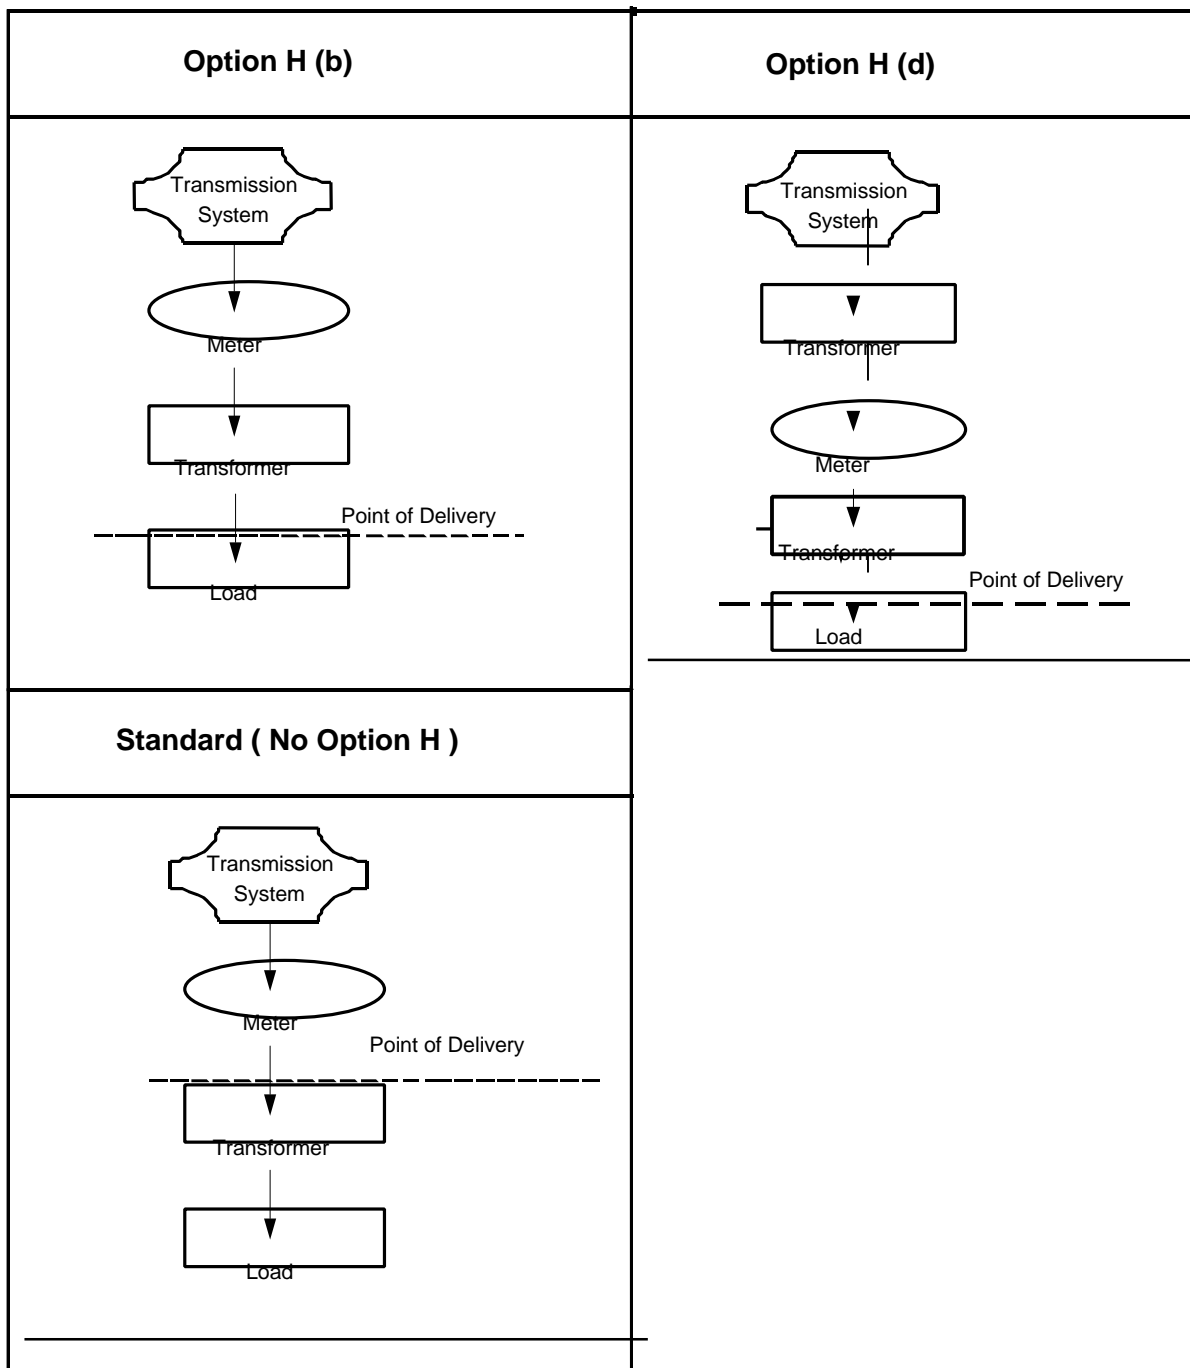 Option H (b)
Transmission
System
Meter
Transformer
Point of Delivery
Load
Option H (d)
Transmission
System
Transformer
Meter
Transformer
Point of Delivery
Load
Standard ( No Option H )
Transmission
System
Meter
Point of Delivery
Transformer
Load